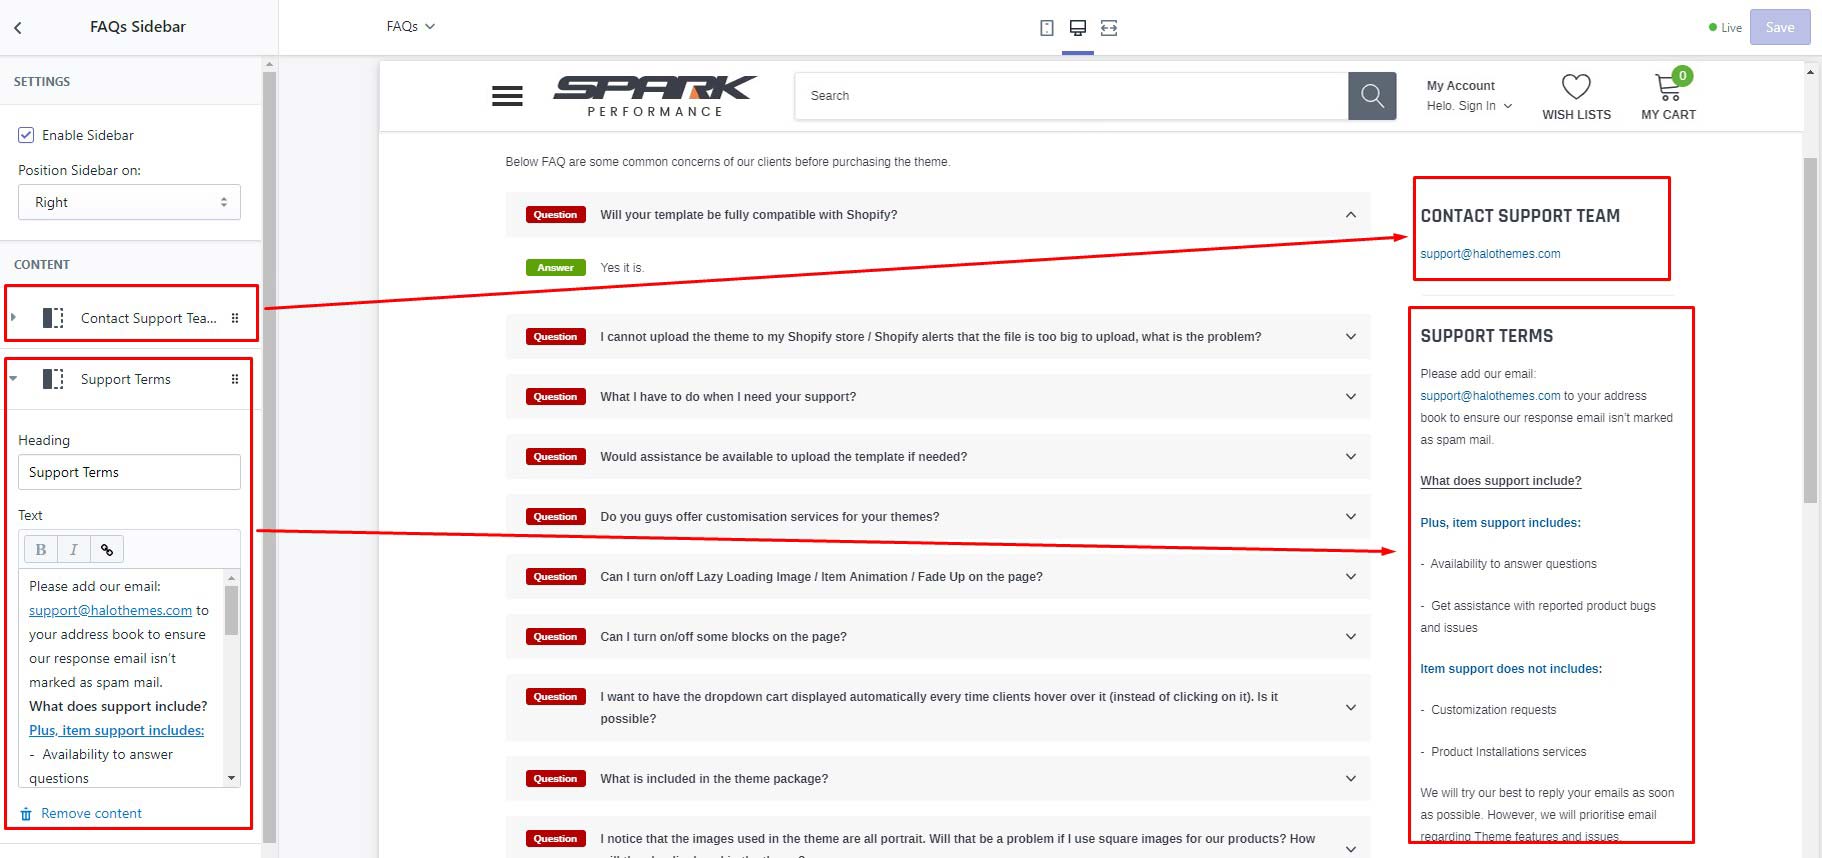 FAQs Sidebar
FAQs
Live
Save
SETTINGS
Enable Sidebar
Position Sidebar on:
Right
CONTENT
Contact Support Tea...
Support Terms
Heading
Support Terms
Text
B I
Please add our email:
support@halothemes.com to
your address book to ensure
our response email isn't
marked as spam mail.
What does support include?
Plus, item support includes:
- Availability to answer
questions
Remove content
SPARK
PERFORMANCE
Search
My Account
Helo. Sign In
WISH LISTS
0
MY CART
Below FAQ are some common concerns of our clients before purchasing the theme.
Question Will your template be fully compatible with Shopify?
Answer Yes it is.
Question I cannot upload the theme to my Shopify store / Shopify alerts that the file is too big to upload, what is the problem?
Question What I have to do when I need your support?
Question Would assistance be available to upload the template if needed?
Question Do you guys offer customisation services for your themes?
Question Can I turn on/off Lazy Loading Image / Item Animation / Fade Up on the page?
Question Can I turn on/off some blocks on the page?
Question I want to have the dropdown cart displayed automatically every time clients hover over it (instead of clicking on it). Is it
possible?
Question What is included in the theme package?
Question I notice that the images used in the theme are all portrait. Will that be a problem if I use square images for our products? How
CONTACT SUPPORT TEAM
support@halothemes.com
SUPPORT TERMS
Please add our email:
support@halothemes.com to your address
book to ensure our response email isn't marked
as spam mail.
What does support include?
Plus, item support includes:
- Availability to answer questions
- Get assistance with reported product bugs
and issues
Item support does not includes:
- Customization requests
- Product Installations services
We will try our best to reply your emails as soon
as possible. However, we will prioritise email
regarding Theme features and issues.